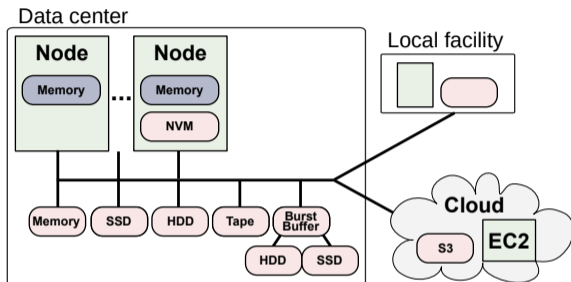 Data center
Node
Node
Local facility
Memory
...
Memory
NVM
Memory
SSD
HDD
Tape
Burst
Buffer
Cloud
HDD
SSD
S3
EC2